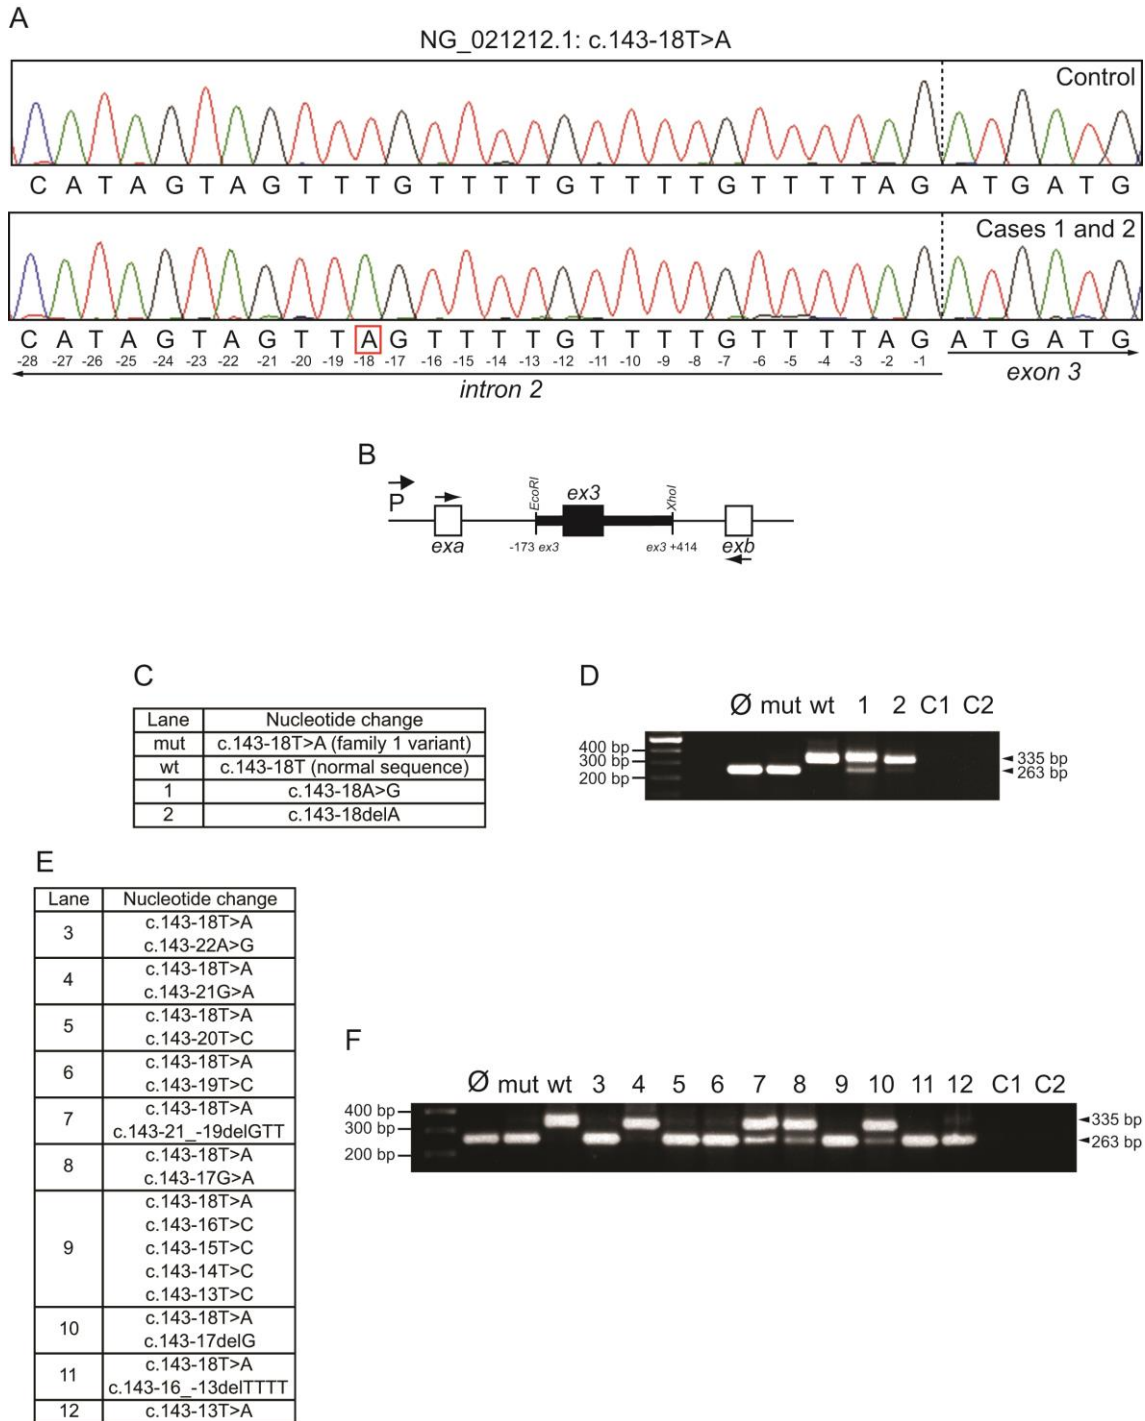 A
NG_021212.1: c.143-18T>A
Control
C A T A G T A G T T T G T T T T G T T T T G T T T T A G A T G A T G
Cases 1 and 2
C A T A G T A G T T A G T T T T G T T T T G T T T T A G A T G A T G
-28 -27 -26 -25 -24 -23 -22 -21 -20 -19 -18 -17 -16 -15 -14 -13 -12 -11 -10 -9 -8 -7 -6 -5 -4 -3 -2 -1
intron 2 exon 3
B
P
exa
EcoRI
ex3
XhoI
exb
-173 ex3
ex3 +414
C
Lane Nucleotide change
mut c.143-18T>A (family 1 variant)
wt c.143-18T (normal sequence)
1 c.143-18A>G
2 c.143-18delA
D
Ø mut wt 1 2 C1 C2
400 bp
300 bp
200 bp
335 bp
263 bp
E
Lane Nucleotide change
3 c.143-18T>A
c.143-22A>G
4 c.143-18T>A
c.143-21G>A
5 c.143-18T>A
c.143-20T>C
6 c.143-18T>A
c.143-19T>C
7 c.143-18T>A
c.143-21_-19delGTT
8 c.143-18T>A
c.143-17G>A
9 c.143-18T>A
c.143-16T>C
c.143-15T>C
c.143-14T>C
c.143-13T>C
10 c.143-18T>A
c.143-17delG
11 c.143-18T>A
c.143-16_-13delTTTT
12 c.143-13T>A
F
Ø mut wt 3 4 5 6 7 8 9 10 11 12 C1 C2
400 bp
300 bp
200 bp
335 bp
263 bp